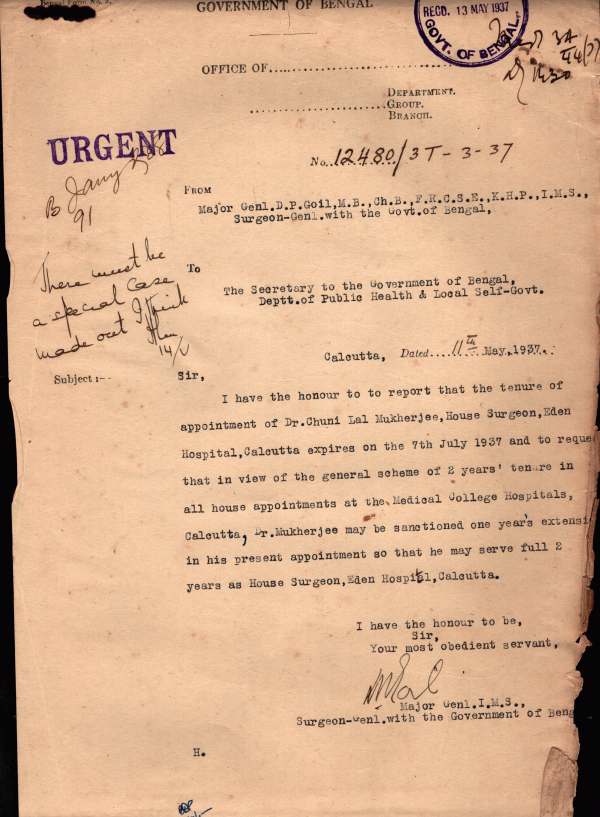 Bengal Form No. 3.
GOVERNMENT OF BENGAL
RECD. 13 MAY 1937
GOVT. OF BENGAL.
OFFICE OF
DEPARTMENT.
GROUP.
BRANCH.
URGENT
No. 12480/3T-3-37
B
91
FROM
Major Genl.D.P.Goil,M.B.,Ch.B.,F.R.C.S.E.,K.H.P.,I.M.S.,
Surgeon-Genl.with the Govt.of Bengal,
There must be
a special case
made out I think
14/V
To
The Secretary to the Government of Bengal,
Deptt.of Public Health & Local Self-Govt.
Calcutta, Dated....11th May,1937..
Subject :--
Sir,
I have the honour to to report that the tenure of
appointment of Dr.Chuni Lal Mukherjee,House Surgeon,Eden
Hospital,Calcutta expires on the 7th July 1937 and to reque
that in view of the general scheme of 2 years' tenure in
all house appointments at the Medical College Hospitals,
Calcutta, Dr.Mukherjee may be sanctioned one year's extensi
in his present appointment so that he may serve full 2
years as House Surgeon,Eden Hospital,Calcutta.
I have the honour to be,
Sir,
Your most obedient servant,
Major Genl.I.M.S.,
Surgeon-Genl.with the Government of Beng
H.